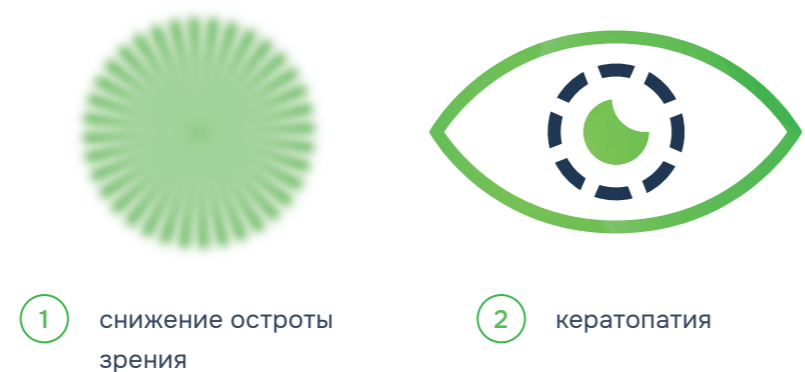 1
снижение остроты
зрения
2
кератопатия